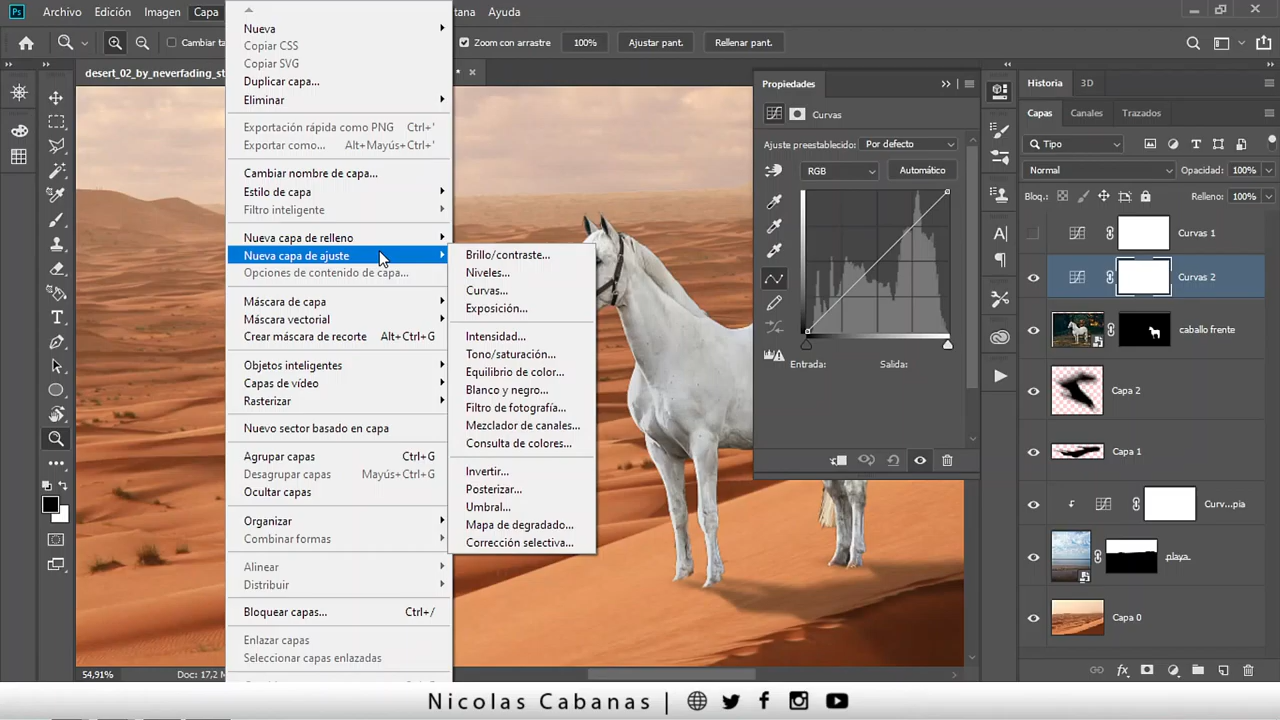 Ps Archivo Edición Imagen Capa tana Ayuda
Cambiar ta Zoom con arrastre 100% Ajustar pant. Rellenar pant.
desert_02_by_neverfading_st * ×
Nueva
Copiar CSS
Copiar SVG
Duplicar capa...
Eliminar
Exportación rápida como PNG Ctrl+'
Exportar como... Alt+Mayús+Ctrl+'
Cambiar nombre de capa...
Estilo de capa
Filtro inteligente
Nueva capa de relleno
Nueva capa de ajuste
Opciones de contenido de capa...
Máscara de capa
Máscara vectorial
Crear máscara de recorte Alt+Ctrl+G
Objetos inteligentes
Capas de vídeo
Rasterizar
Nuevo sector basado en capa
Agrupar capas Ctrl+G
Desagrupar capas Mayús+Ctrl+G
Ocultar capas
Organizar
Combinar formas
Alinear
Distribuir
Bloquear capas... Ctrl+/
Enlazar capas
Seleccionar capas enlazadas
Brillo/contraste...
Niveles...
Curvas...
Exposición...
Intensidad...
Tono/saturación...
Equilibrio de color...
Blanco y negro...
Filtro de fotografía...
Mezclador de canales...
Consulta de colores...
Invertir...
Posterizar...
Umbral...
Mapa de degradado...
Corrección selectiva...
Propiedades
Curvas
Ajuste preestablecido: Por defecto
RGB Automático
Entrada: Salida:
Historia 3D
Capas Canales Trazados
Tipo
Normal Opacidad: 100%
Bloq.: Relleno: 100%
Curvas 1
Curvas 2
caballo frente
Capa 2
Capa 1
Curv...pia
playa
Capa 0
54,91% Doc: 17,2 M
Nicolas Cabanas |